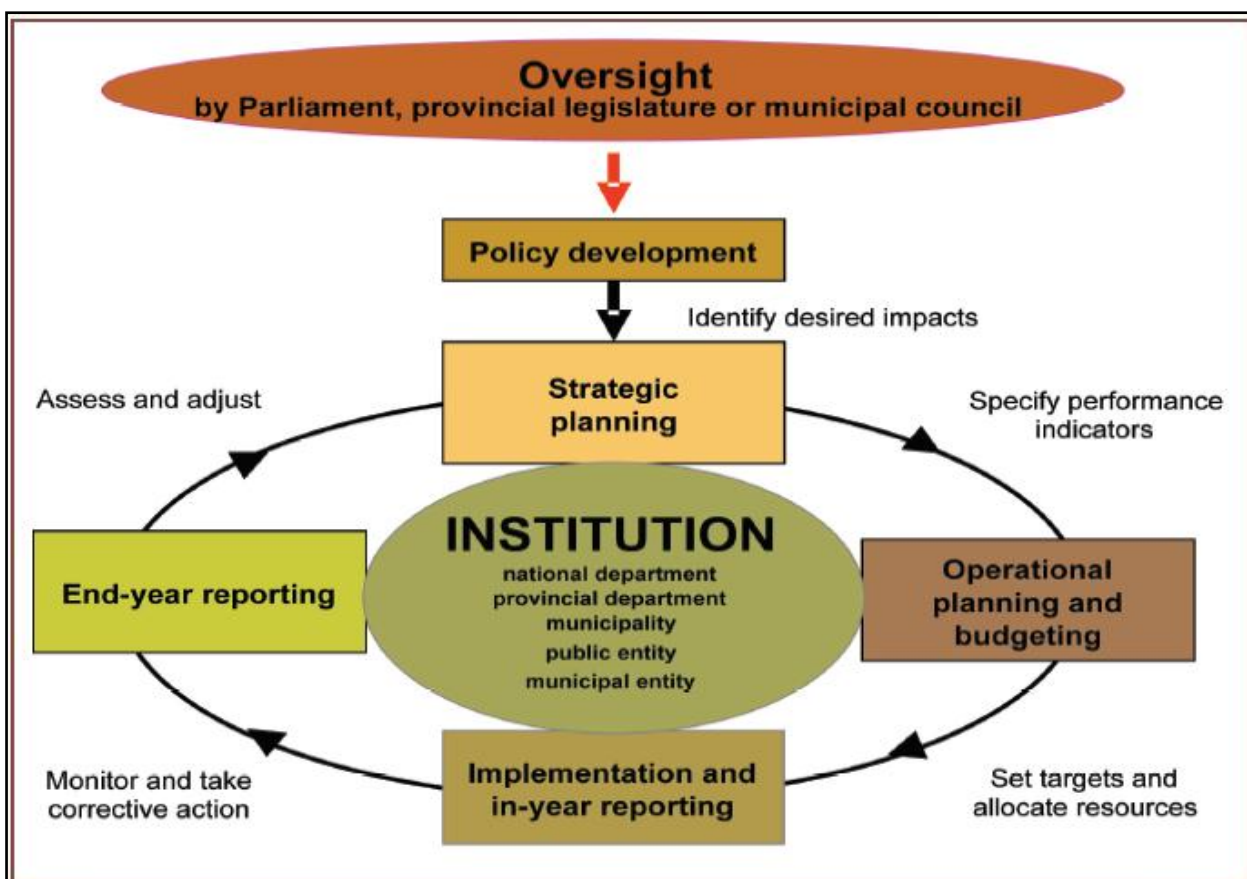 Oversight
by Parliament, provincial legislature or municipal council
Policy development
Identify desired impacts
Strategic
planning
Assess and adjust
Specify performance
indicators
INSTITUTION
national department
provincial department
municipality
public entity
municipal entity
End-year reporting
Operational
planning and
budgeting
Implementation and
in-year reporting
Monitor and take
corrective action
Set targets and
allocate resources